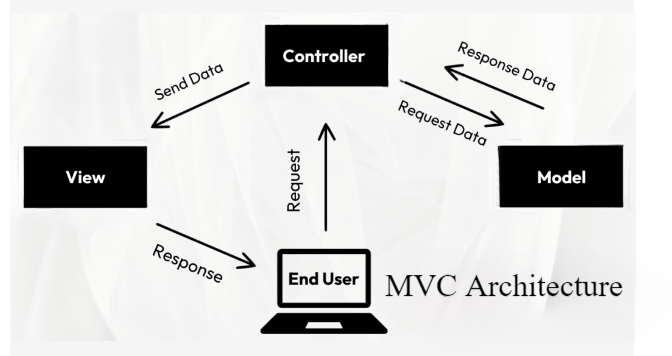 Controller
Response Data
Send Data
Request Data
View
Request
Model
Response
End User
MVC Architecture